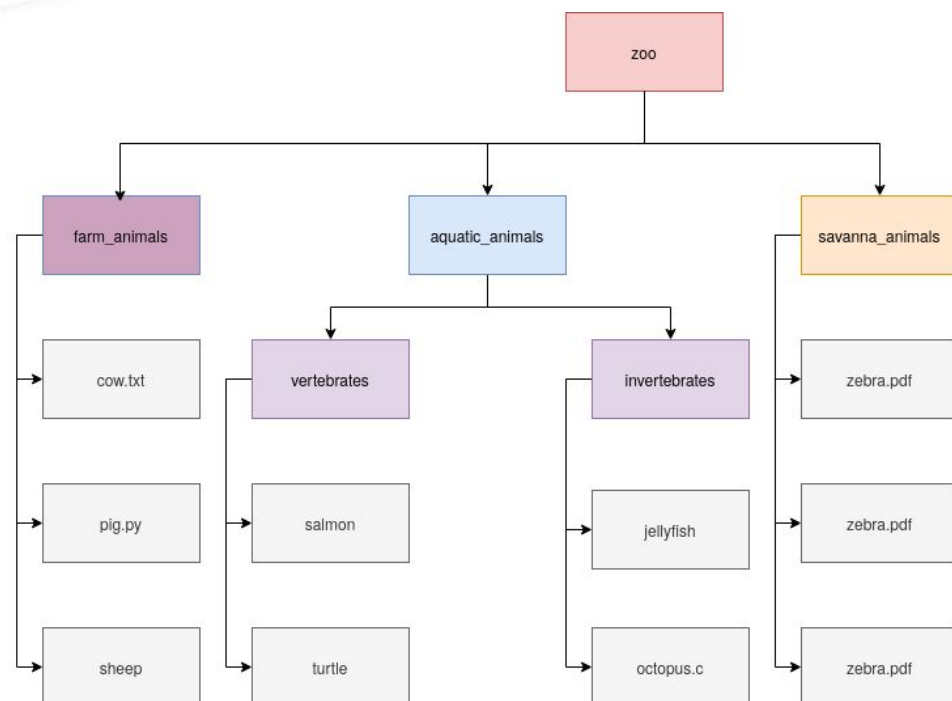 zoo
farm_animals
aquatic_animals
savanna_animals
cow.txt
vertebrates
invertebrates
zebra.pdf
pig.py
salmon
jellyfish
zebra.pdf
sheep
turtle
octopus.c
zebra.pdf